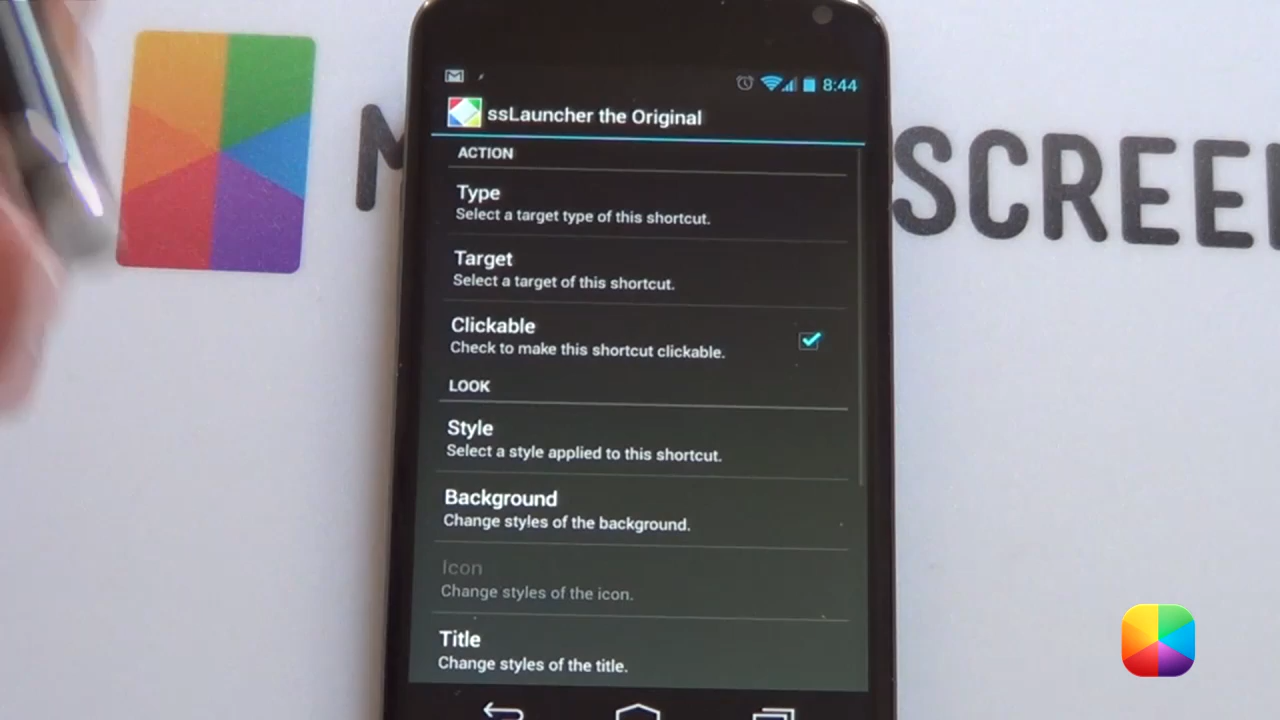 8:44
ssLauncher the Original
ACTION
Type
Select a target type of this shortcut.
Target
Select a target of this shortcut.
Clickable
Check to make this shortcut clickable.
LOOK
Style
Select a style applied to this shortcut.
Background
Change styles of the background.
Icon
Change styles of the icon.
Title
Change styles of the title.